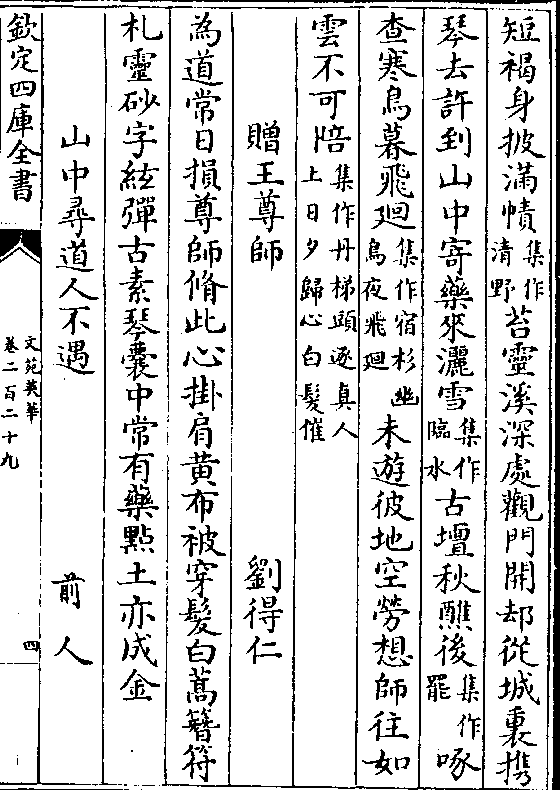 短褐身披滿幘集作清野苔靈溪深處觀門開却從城裏携
琴去許到山中寄藥來灑雪集作臨水古壇秋醮後集作罷啄
查寒鳥暮飛廻集作宿杉幽鳥夜飛廻未遊彼地空勞想師往如
雲不可陪集作丹梯願逐真人上日夕歸心白髮催
贈王尊師 劉得仁
為道常日損尊師脩此心掛肩黄布被穿髮白蒿簪符
札靈砂字絃彈古素琴囊中常有藥點土亦成金
山中尋道人不遇 前人
欽定四庫全書
文苑英華
卷二百二十九
四